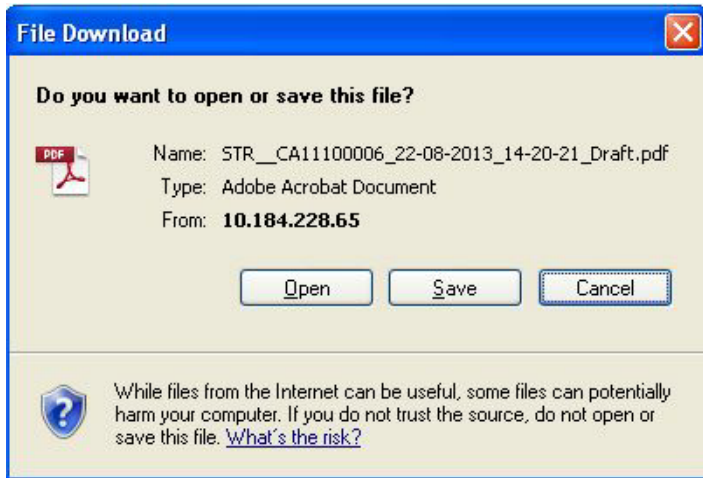 File Download
Do you want to open or save this file?
PDF
Name: STR__CA11100006_22-08-2013_14-20-21_Draft.pdf
Type: Adobe Acrobat Document
From: 10.184.228.65
Open Save Cancel
While files from the Internet can be useful, some files can potentially
harm your computer. If you do not trust the source, do not open or
save this file. What's the risk?